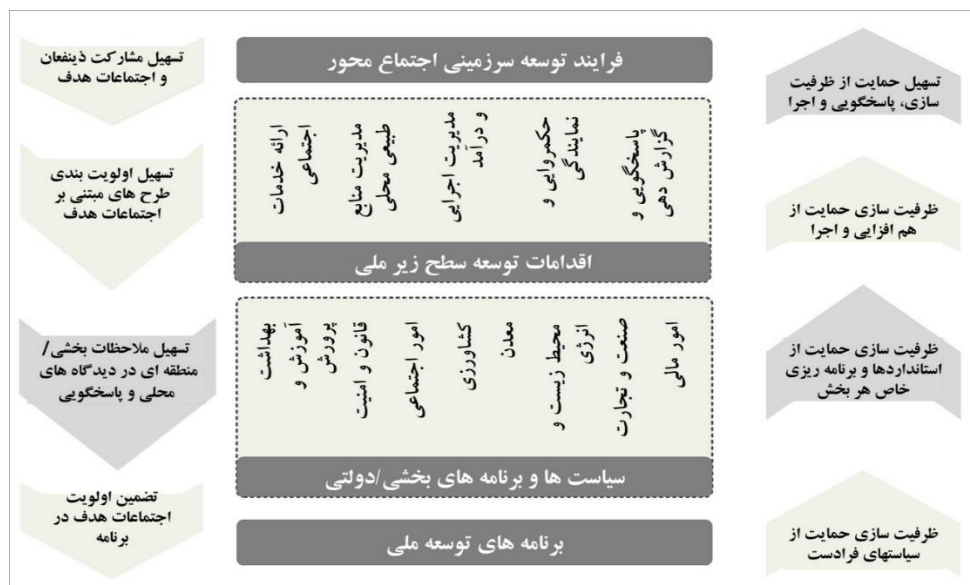 فرایند توسعه سرزمینی اجتماع محور
تسهیل حمایت از ظرفیت
سازی، پاسخگویی و اجرا
ظرفیت سازی حمایت از
هم افزایی و اجرا
ظرفیت سازی حمایت از
استانداردها و برنامه ریزی
خاص هر بخش
ظرفیت سازی حمایت از
سیاستهای فرادست
پاسخگویی و
گزارش دهی
حکمروایی و
نمایندگی
مدیریت اجرایی
و درآمد
مدیریت منابع
طبیعی محلی
ارائه خدمات
اجتماعی
اقدامات توسعه سطح زیر ملی
امور مالی
صنعت و تجارت
محیط زیست و
انرژی
معدن
کشاورزی
امور اجتماعی
قانون و امنیت
آموزش و
پرورش
بهداشت
سیاست ها و برنامه های بخشی/دولتی
برنامه های توسعه ملی
تسهیل مشارکت ذینفعان
و اجتماعات هدف
تسهیل اولویت بندی
طرح های مبتنی بر
اجتماعات هدف
تسهیل ملاحظات بخشی/
منطقه ای در دیدگاه های
محلی و پاسخگویی
تضمین اولویت
اجتماعات هدف در
برنامه